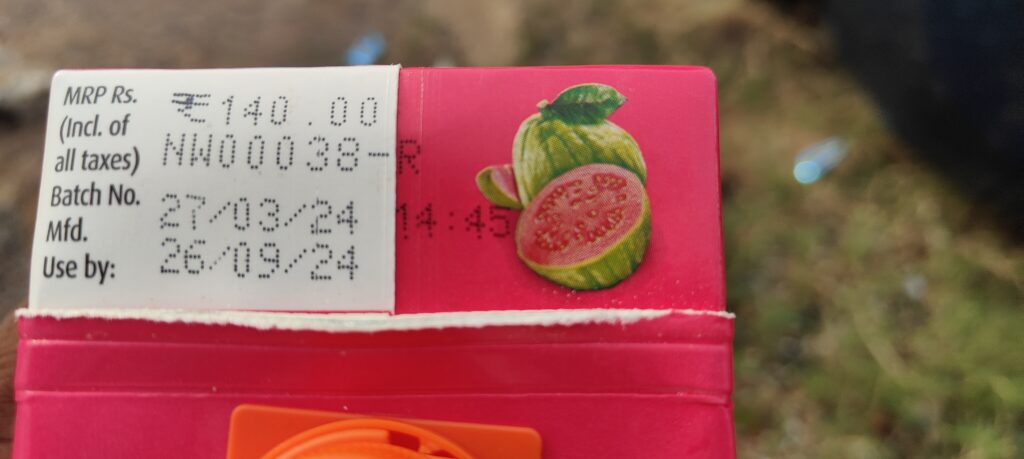 MRP Rs. ₹140.00
(Incl. of
all taxes) NW00038-R
Batch No.
Mfd. 27/03/24 14:45
Use by: 26/09/24